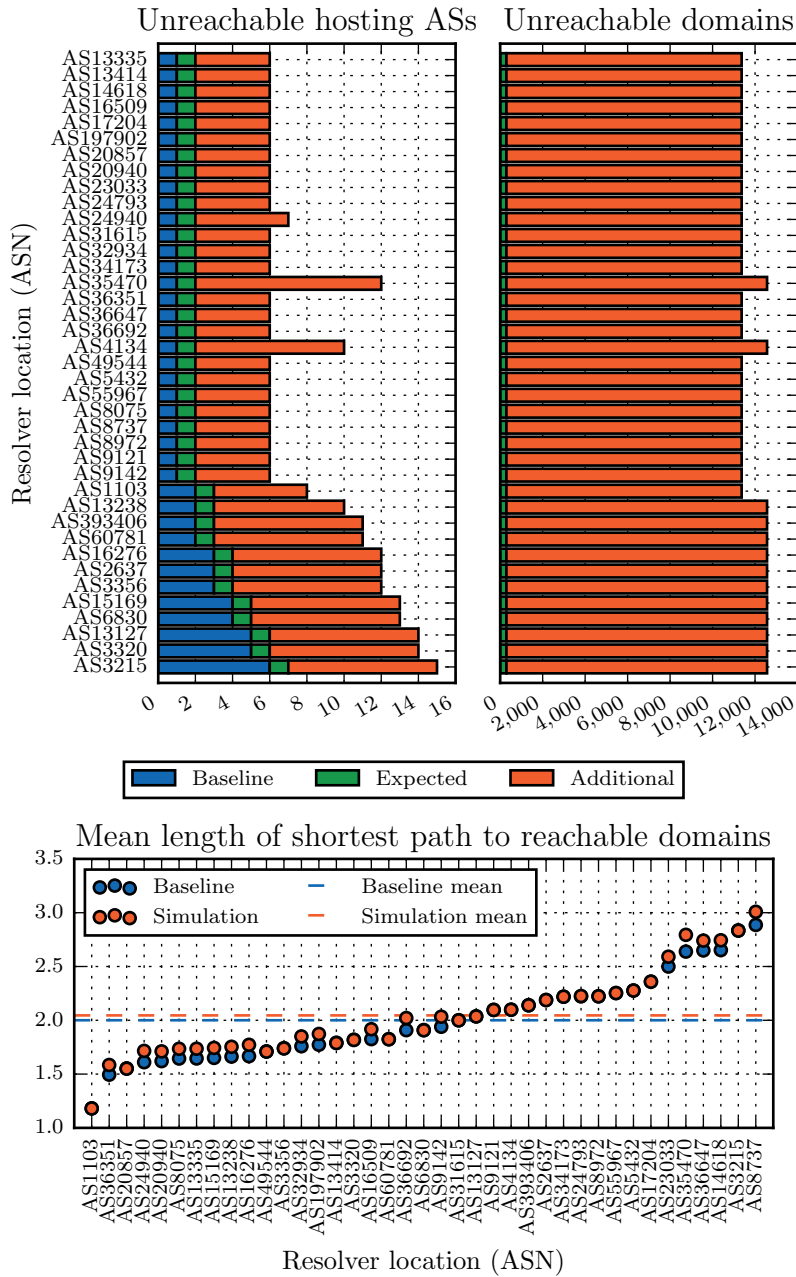 Unreachable hosting ASs
Unreachable domains
Resolver location (ASN)
AS13335
AS13414
AS14618
AS16509
AS17204
AS197902
AS20857
AS20940
AS23033
AS24793
AS24940
AS31615
AS32934
AS34173
AS35470
AS36351
AS36647
AS36692
AS4134
AS49544
AS5432
AS55967
AS8075
AS8737
AS8972
AS9121
AS9142
AS1103
AS13238
AS393406
AS60781
AS16276
AS2637
AS3356
AS15169
AS6830
AS13127
AS3320
AS3215
0 2 4 6 8 10 12 14 16
0 2,000 4,000 6,000 8,000 10,000 12,000 14,000
Baseline Expected Additional
Mean length of shortest path to reachable domains
3.5
3.0
2.5
2.0
1.5
1.0
Baseline Baseline mean
Simulation Simulation mean
AS1103
AS36351
AS20857
AS24940
AS20940
AS8075
AS13335
AS15169
AS13238
AS16276
AS49544
AS3356
AS32934
AS197902
AS13414
AS3320
AS16509
AS60781
AS36692
AS6830
AS9142
AS31615
AS13127
AS9121
AS4134
AS393406
AS2637
AS34173
AS24793
AS8972
AS55967
AS5432
AS17204
AS23033
AS35470
AS36647
AS14618
AS3215
AS8737
Resolver location (ASN)